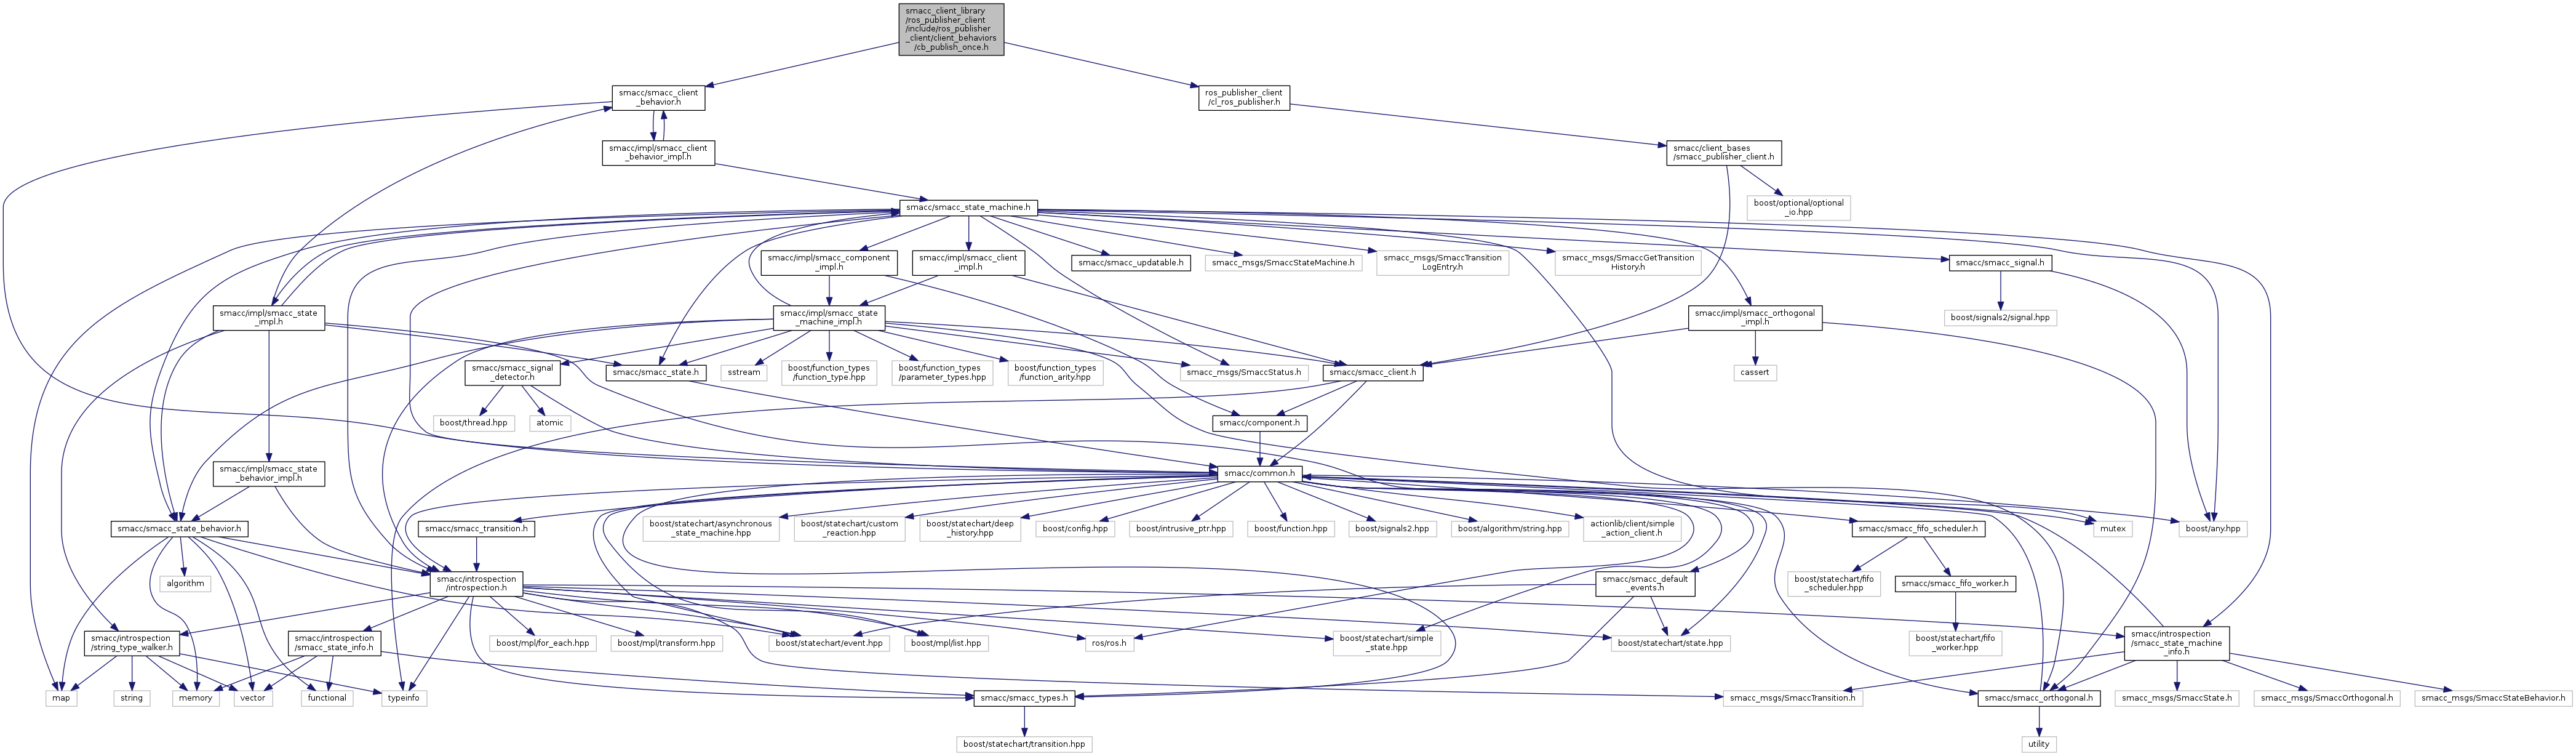 smacc_client_library
/ros_publisher_client
/include/ros_publisher
_client/client_behaviors
/cb_publish_once.h
smacc/smacc_client
_behavior.h
ros_publisher_client
/cl_ros_publisher.h
smacc/impl/smacc_client
_behavior_impl.h
smacc/client_bases
/smacc_publisher_client.h
smacc/smacc_state_machine.h
boost/optional/optional
_io.hpp
smacc/impl/smacc_component
_impl.h
smacc/impl/smacc_client
_impl.h
smacc/smacc_updatable.h
smacc_msgs/SmaccStateMachine.h
smacc_msgs/SmaccTransition
LogEntry.h
smacc_msgs/SmaccGetTransition
History.h
smacc/smacc_signal.h
smacc/impl/smacc_state
_impl.h
smacc/impl/smacc_state
_machine_impl.h
smacc/impl/smacc_orthogonal
_impl.h
boost/signals2/signal.hpp
smacc/smacc_signal
_detector.h
smacc/smacc_state.h
sstream
boost/function_types
/function_type.hpp
boost/function_types
/parameter_types.hpp
boost/function_types
/function_arity.hpp
smacc_msgs/SmaccStatus.h
smacc/smacc_client.h
cassert
boost/thread.hpp
atomic
smacc/component.h
smacc/impl/smacc_state
_behavior_impl.h
smacc/common.h
smacc/smacc_state_behavior.h
smacc/smacc_transition.h
boost/statechart/asynchronous
_state_machine.hpp
boost/statechart/custom
_reaction.hpp
boost/statechart/deep
_history.hpp
boost/config.hpp
boost/intrusive_ptr.hpp
boost/function.hpp
boost/signals2.hpp
boost/algorithm/string.hpp
actionlib/client/simple
_action_client.h
smacc/smacc_fifo_scheduler.h
mutex
boost/any.hpp
algorithm
smacc/introspection
/introspection.h
smacc/smacc_default
_events.h
boost/statechart/fifo
_scheduler.hpp
smacc/smacc_fifo_worker.h
smacc/introspection
/string_type_walker.h
smacc/introspection
/smacc_state_info.h
boost/mpl/for_each.hpp
boost/mpl/transform.hpp
boost/statechart/event.hpp
boost/mpl/list.hpp
ros/ros.h
boost/statechart/simple
_state.hpp
boost/statechart/state.hpp
boost/statechart/fifo
_worker.hpp
smacc/introspection
/smacc_state_machine
_info.h
map
string
memory
vector
functional
typeinfo
smacc/smacc_types.h
smacc_msgs/SmaccTransition.h
smacc/smacc_orthogonal.h
smacc_msgs/SmaccState.h
smacc_msgs/SmaccOrthogonal.h
smacc_msgs/SmaccStateBehavior.h
boost/statechart/transition.hpp
utility